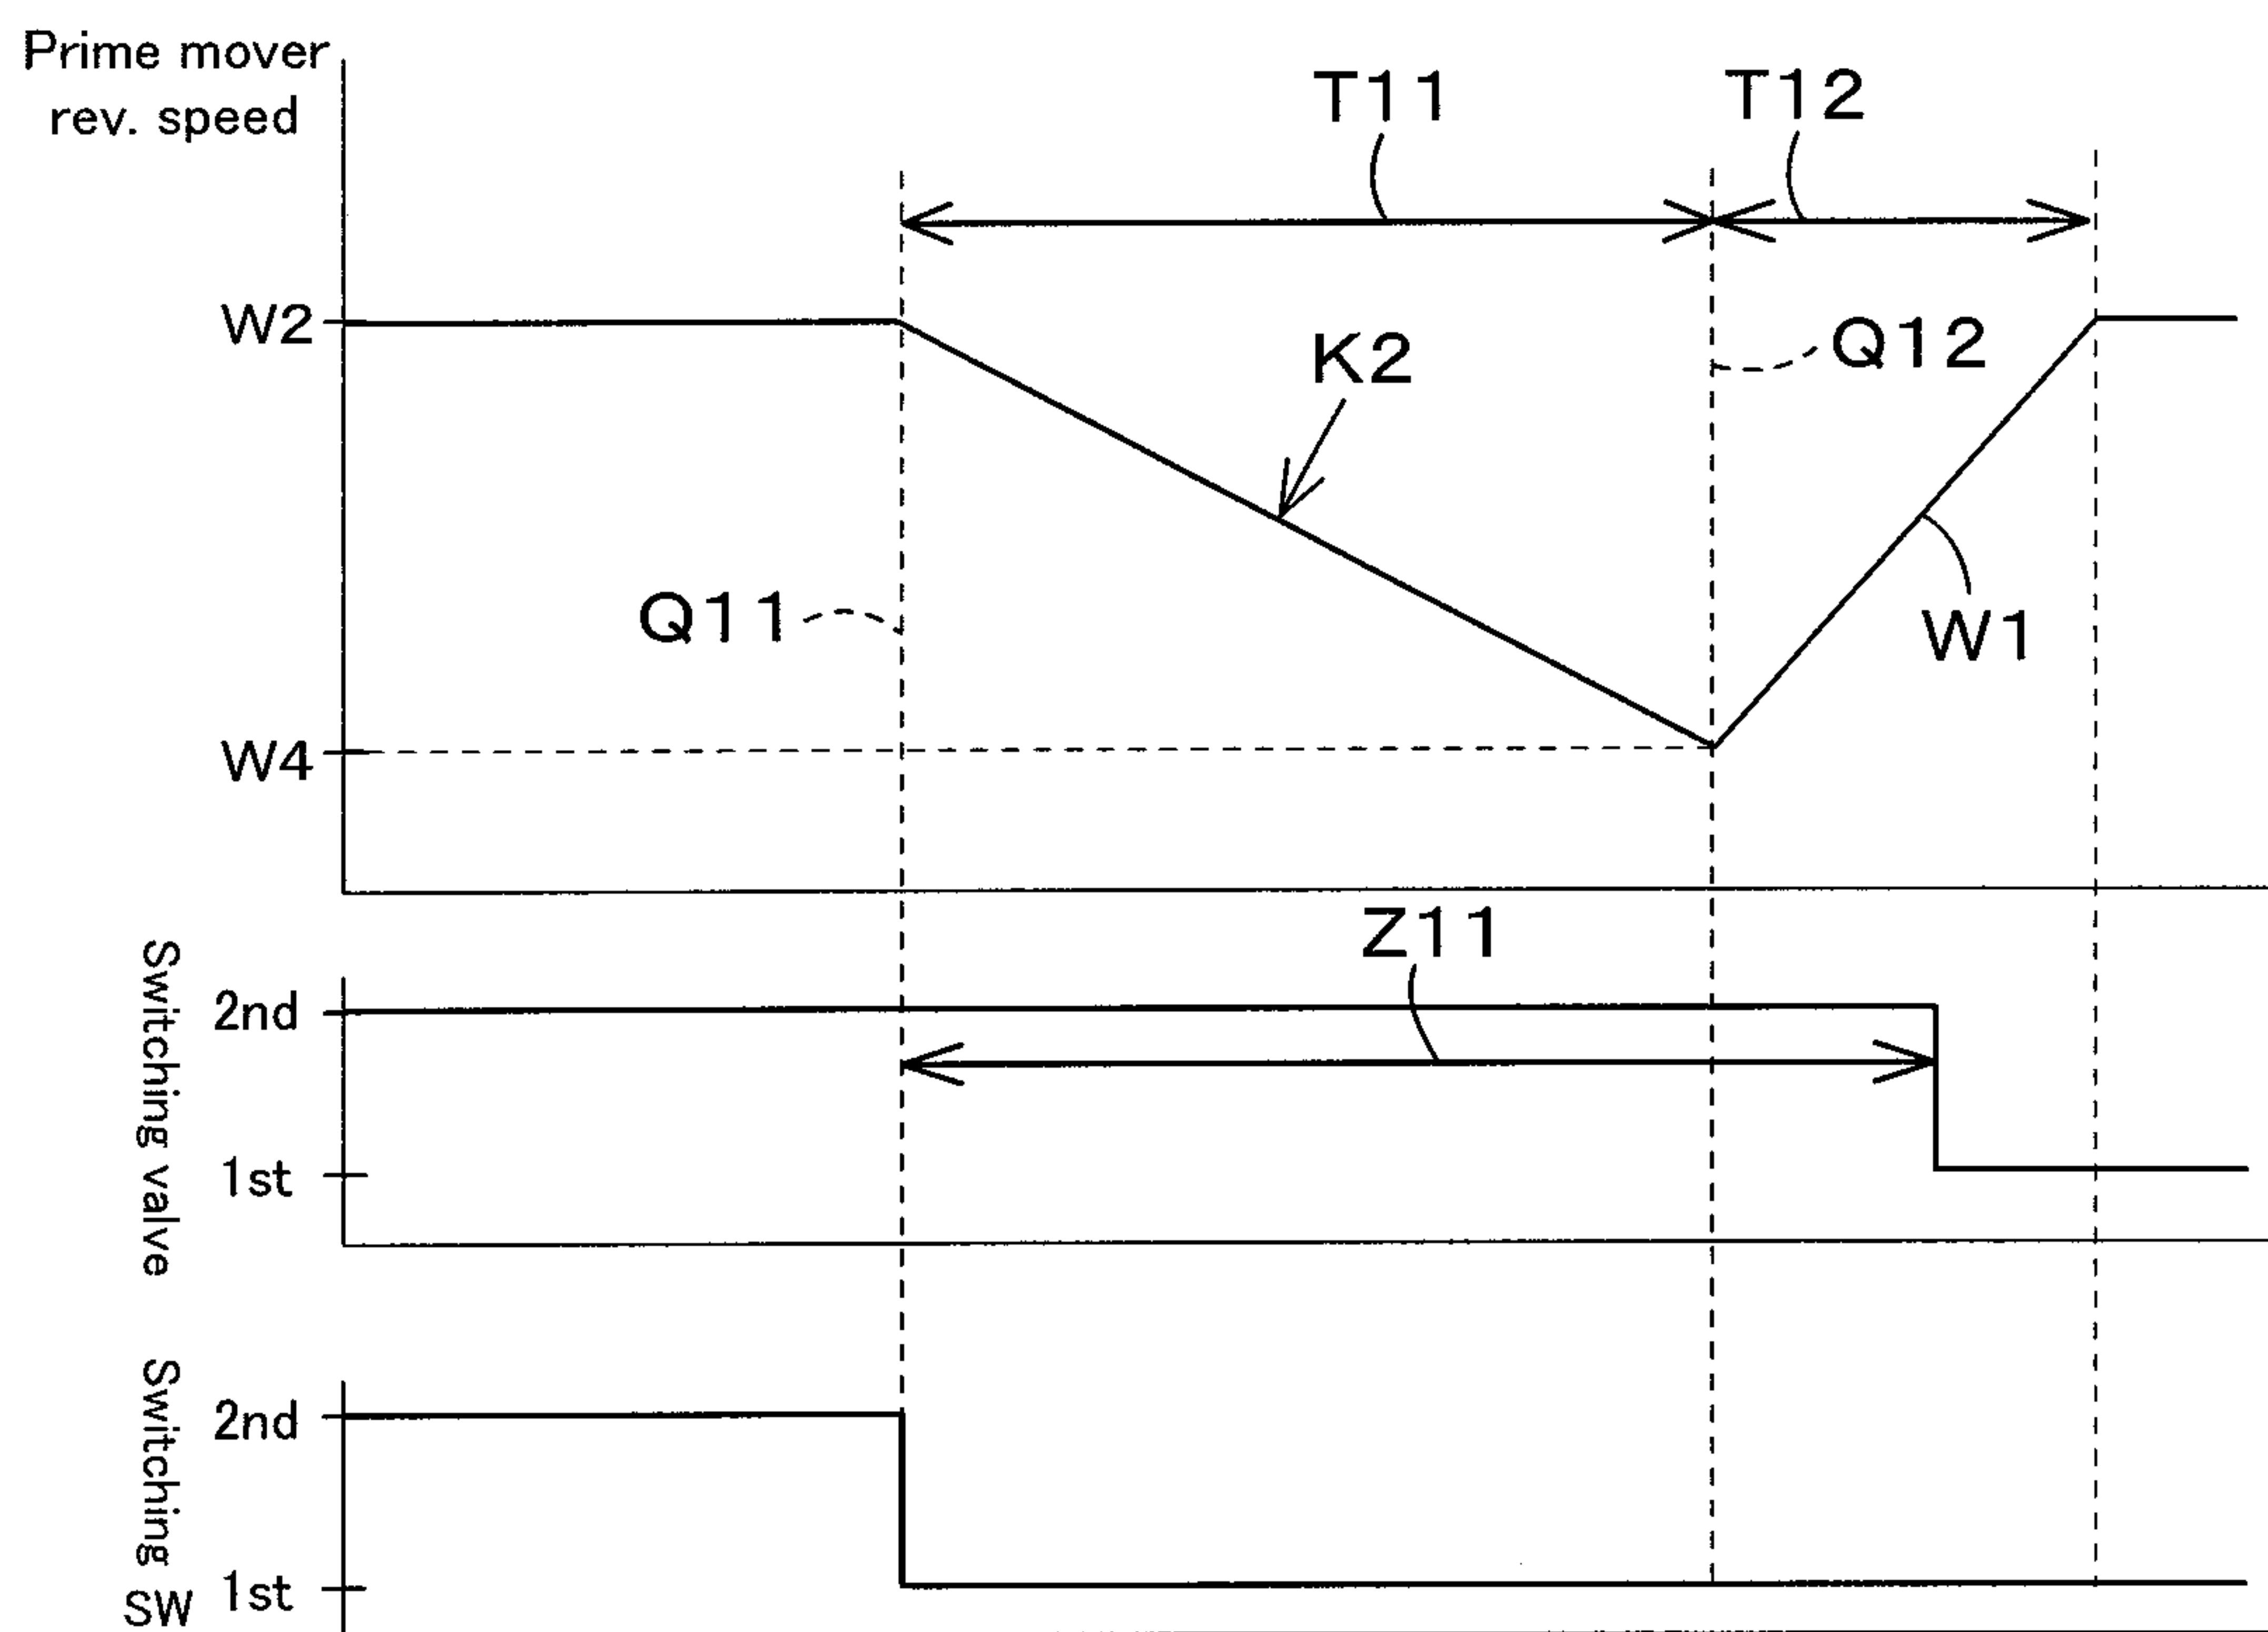 Prime mover
rev. speed
T11
T12
W2
K2
Q12
Q11
W1
W4
Z11
Switching valve
2nd
1st
Switching
SW
2nd
1st